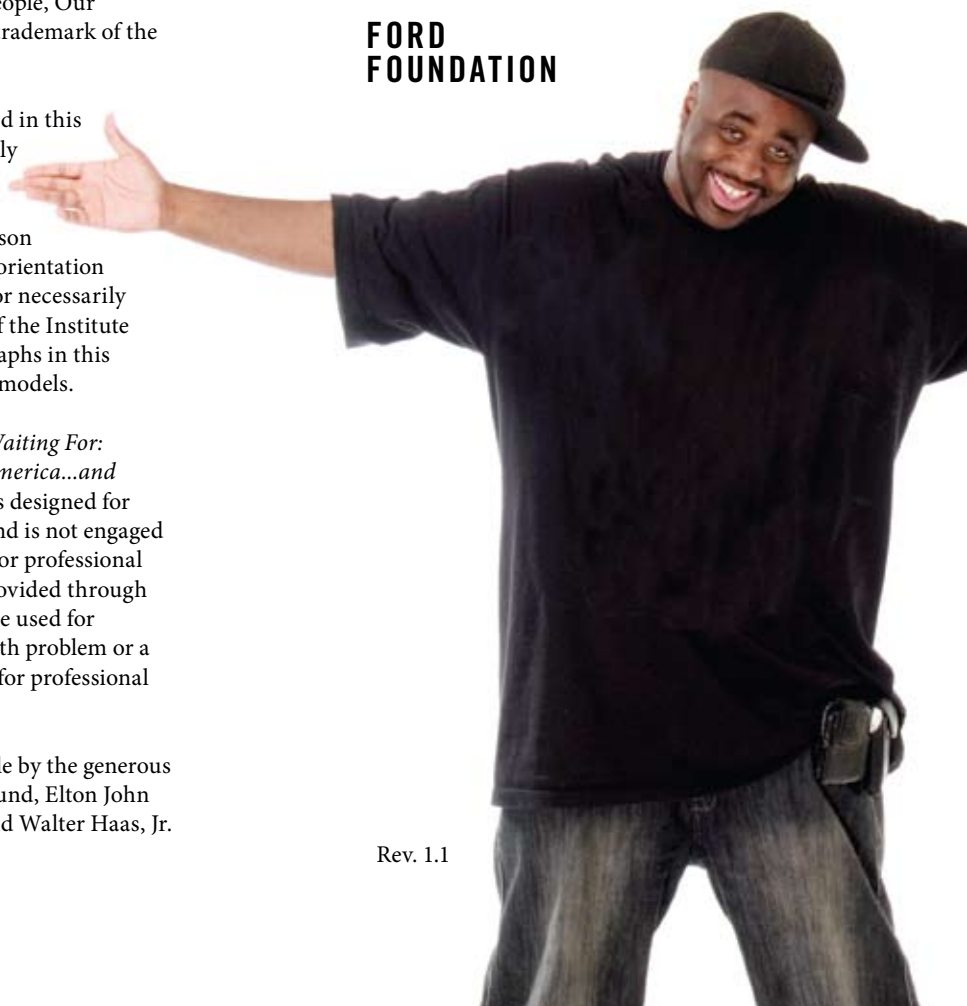 eople, Our
rademark of the
d in this
ly
son
orientation
or necessarily
f the Institute
aphs in this
models.
Waiting For:
merica...and
s designed for
nd is not engaged
or professional
ovided through
e used for
th problem or a
for professional
le by the generous
und, Elton John
d Walter Haas, Jr.
FORD
FOUNDATION
Rev. 1.1